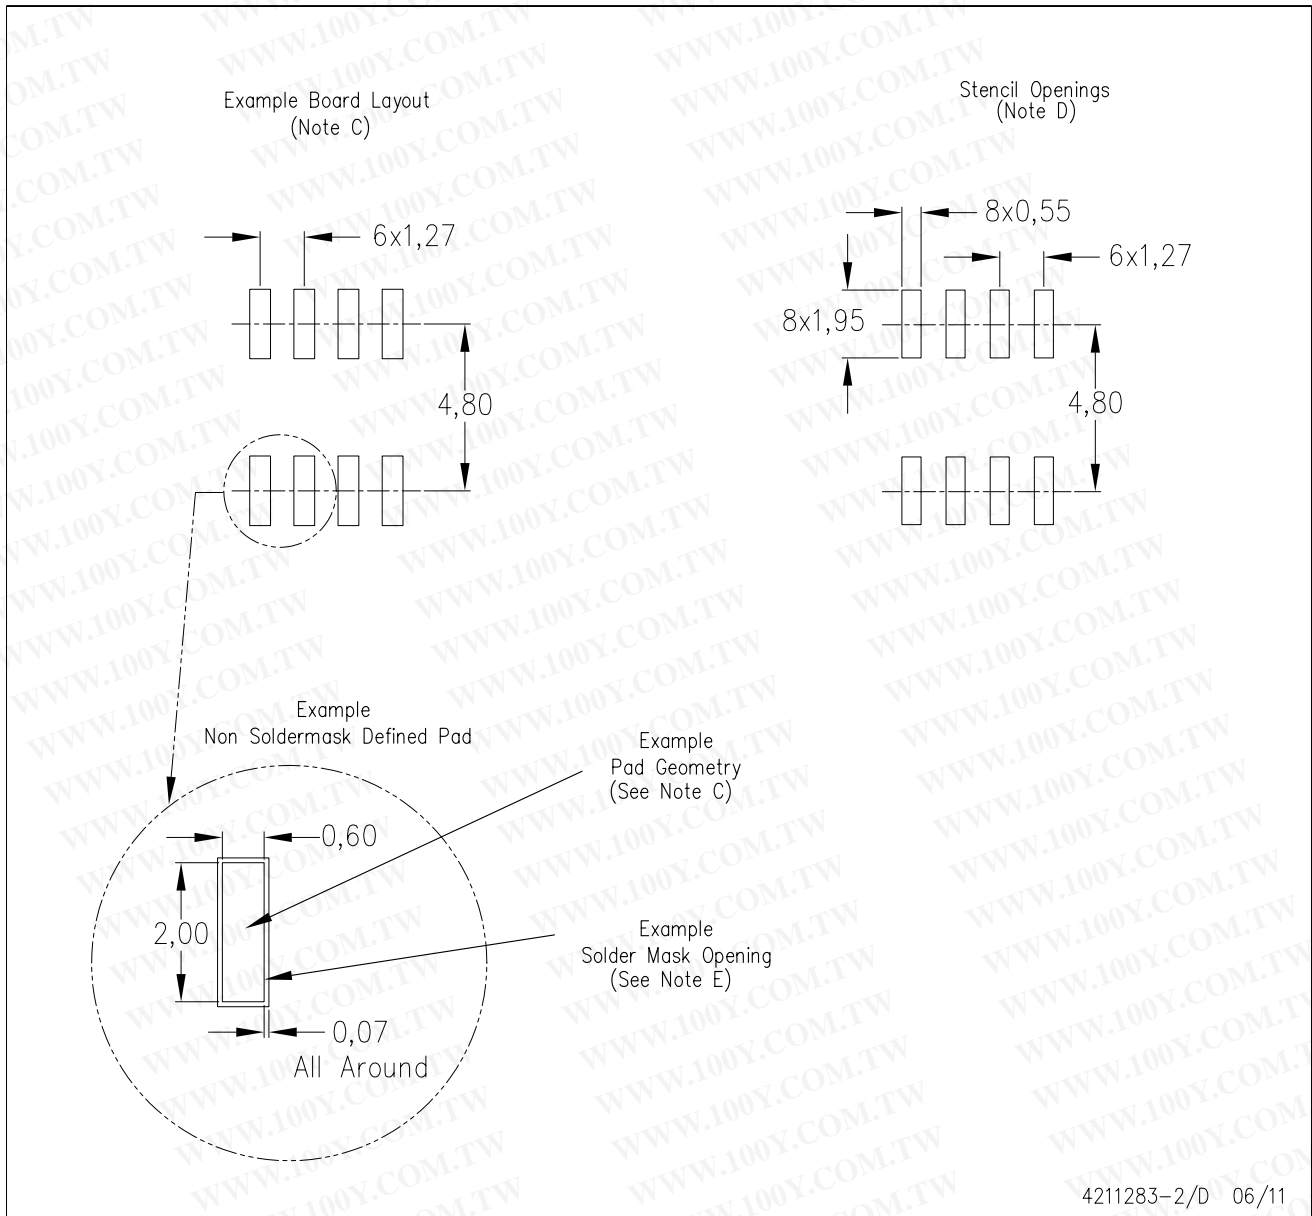 Example Board Layout
(Note C)
Stencil Openings
(Note D)
6x1,27
8x0,55
6x1,27
8x1,95
4,80
4,80
Example
Non Soldermask Defined Pad
Example
Pad Geometry
(See Note C)
0,60
2,00
Example
Solder Mask Opening
(See Note E)
0,07
All Around
4211283-2/D 06/11
WWW.100Y.COM.TW